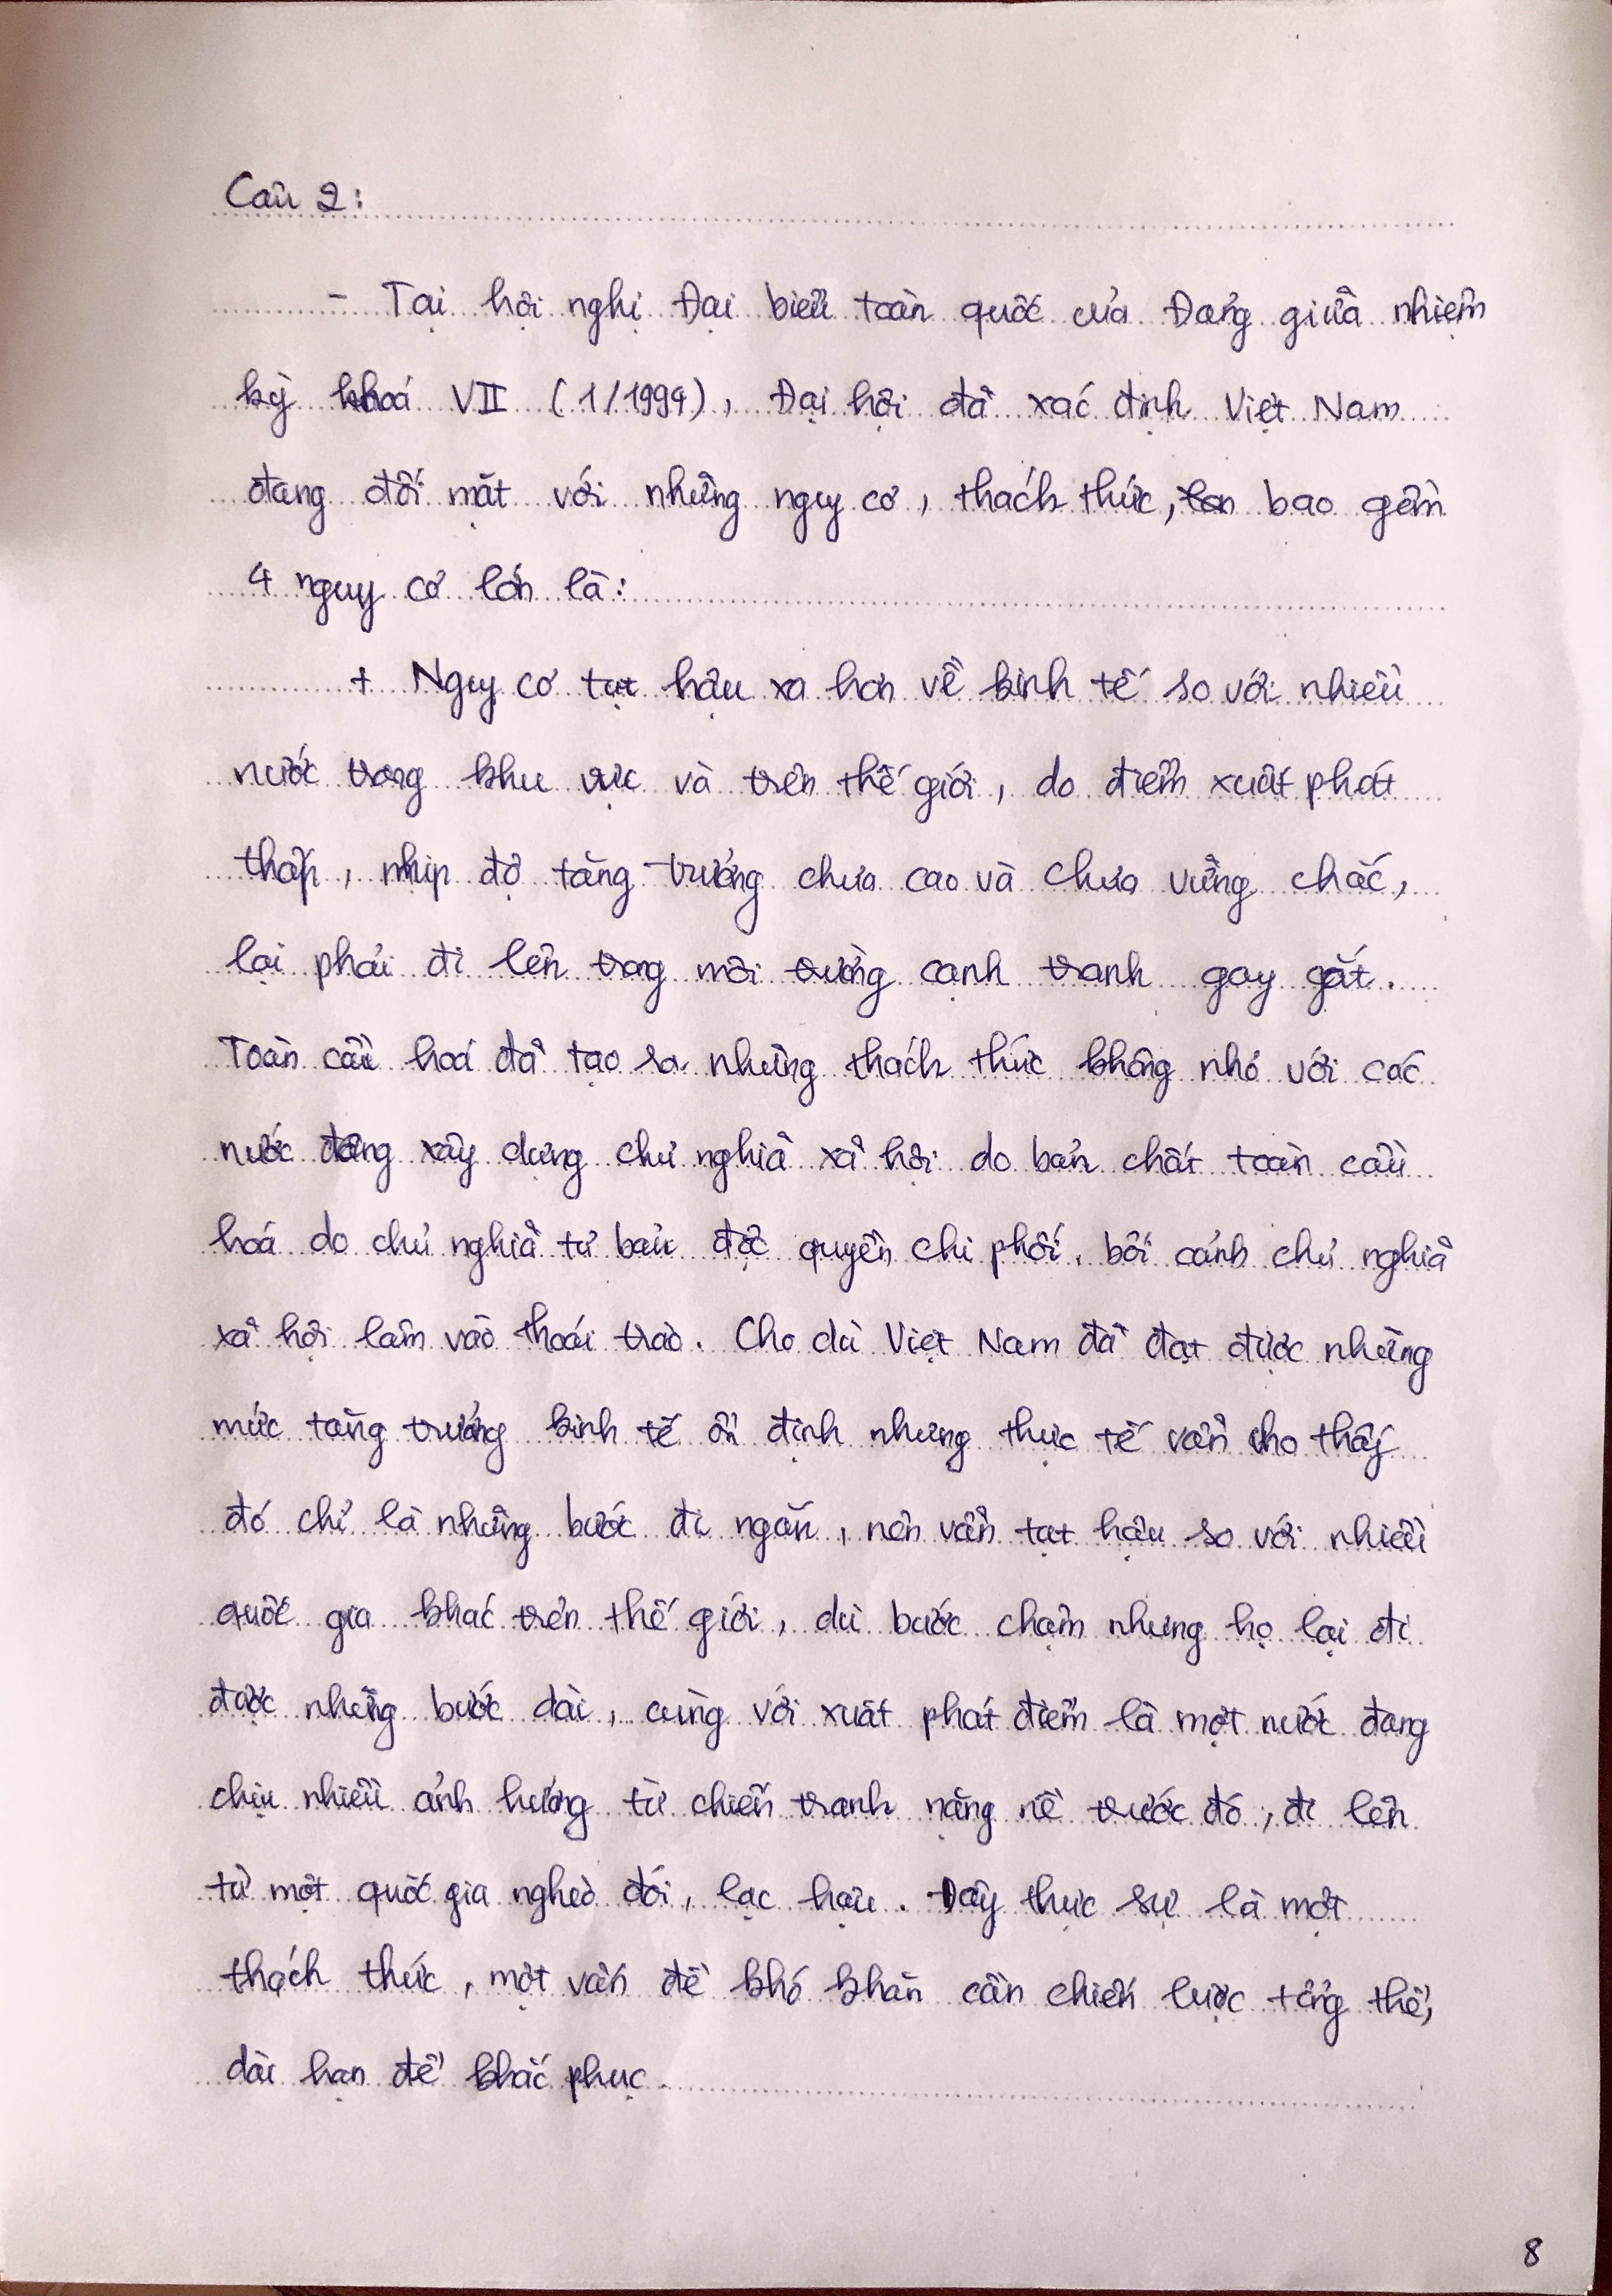 Câu 2:
- Tại hội nghị Đại biểu toàn quốc của Đảng giữa nhiệm
kỳ khoá VII (1/1994), Đại hội đã xác định Việt Nam
đang đối mặt với những nguy cơ, thách thức, bao gồm
4 nguy cơ lớn là:
+ Nguy cơ tụt hậu xa hơn về kinh tế so với nhiều
nước trong khu vực và trên thế giới, do điểm xuất phát
thấp, nhịp độ tăng trưởng chưa cao và chưa vững chắc,
lại phải đi lên trong môi trường cạnh tranh gay gắt.
Toàn cầu hoá đã tạo ra những thách thức không nhỏ với các
nước đang xây dựng chủ nghĩa xã hội do bản chất toàn cầu
hoá do chủ nghĩa tư bản độc quyền chi phối, bối cảnh chủ nghĩa
xã hội lâm vào thoái trào. Cho dù Việt Nam đã đạt được những
mức tăng trưởng kinh tế ổn định nhưng thực tế vẫn cho thấy
đó chỉ là những bước đi ngắn, nên vẫn tụt hậu so với nhiều
quốc gia khác trên thế giới, dù bước chậm nhưng họ lại đi
được những bước dài, cùng với xuất phát điểm là một nước đang
chịu nhiều ảnh hưởng từ chiến tranh nặng nề trước đó, đi lên
từ một quốc gia nghèo đói, lạc hậu. Đây thực sự là một
thách thức, một vấn đề khó khăn cần chiến lược tổng thể,
dài hạn để khắc phục.
8